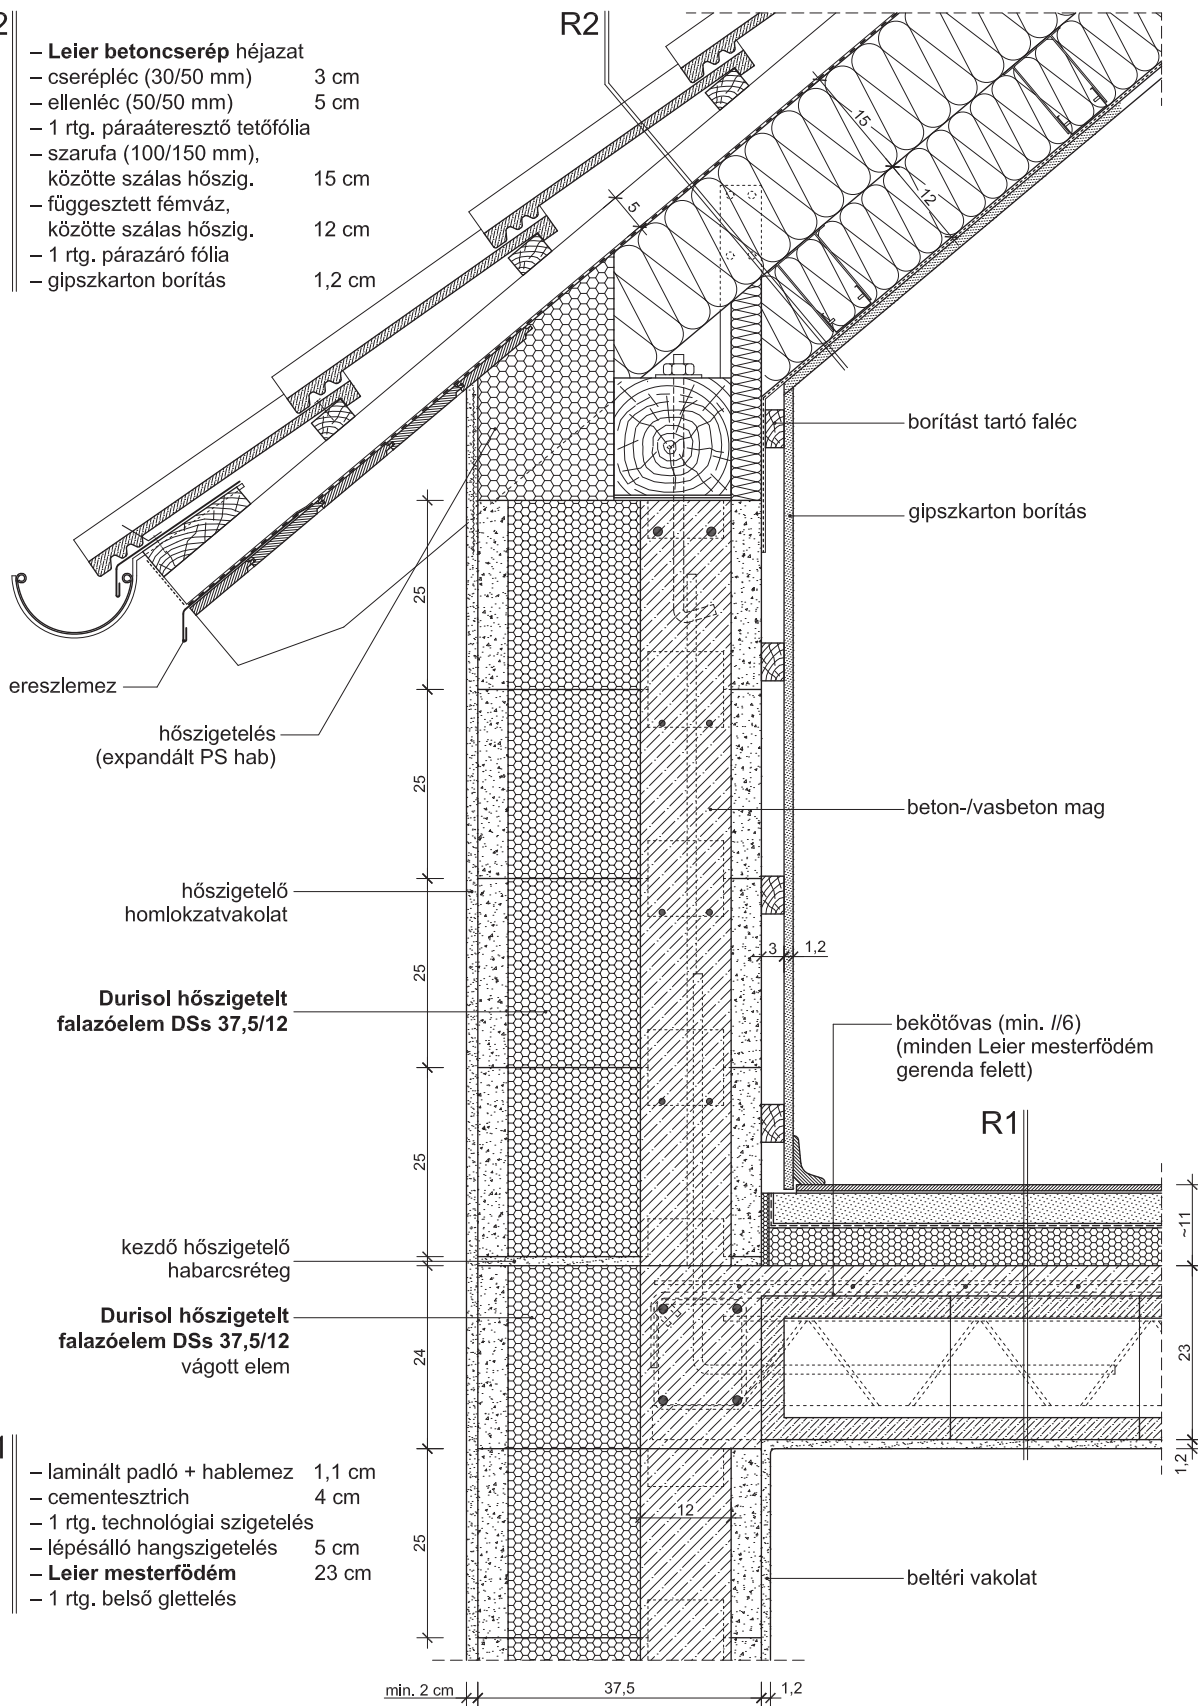 2
– Leier betoncserép héjazat
– cserépléc (30/50 mm) 3 cm
– ellenléc (50/50 mm) 5 cm
– 1 rtg. páraáteresztő tetőfólia
– szarufa (100/150 mm),
közötte szálas hőszig. 15 cm
– függesztett fémváz,
közötte szálas hőszig. 12 cm
– 1 rtg. párazáró fólia
– gipszkarton borítás 1,2 cm
R2
15
12
5
borítást tartó faléc
gipszkarton borítás
25
ereszlemez
hőszigetelés
(expandált PS hab)
25
beton-/vasbeton mag
hőszigetelő
homlokzatvakolat
25
3
1,2
Durisol hőszigetelt
falazóelem DSs 37,5/12
bekötővas (min. l/6)
(minden Leier mesterfödém
gerenda felett)
R1
25
~11
kezdő hőszigetelő
habarcsréteg
Durisol hőszigetelt
falazóelem DSs 37,5/12
vágott elem
24
23
1,2
1
– laminált padló + hablemez 1,1 cm
– cementesztrich 4 cm
– 1 rtg. technológiai szigetelés
– lépésálló hangszigetelés 5 cm
– Leier mesterfödém 23 cm
– 1 rtg. belső glettelés
25
12
beltéri vakolat
min. 2 cm
37,5
1,2